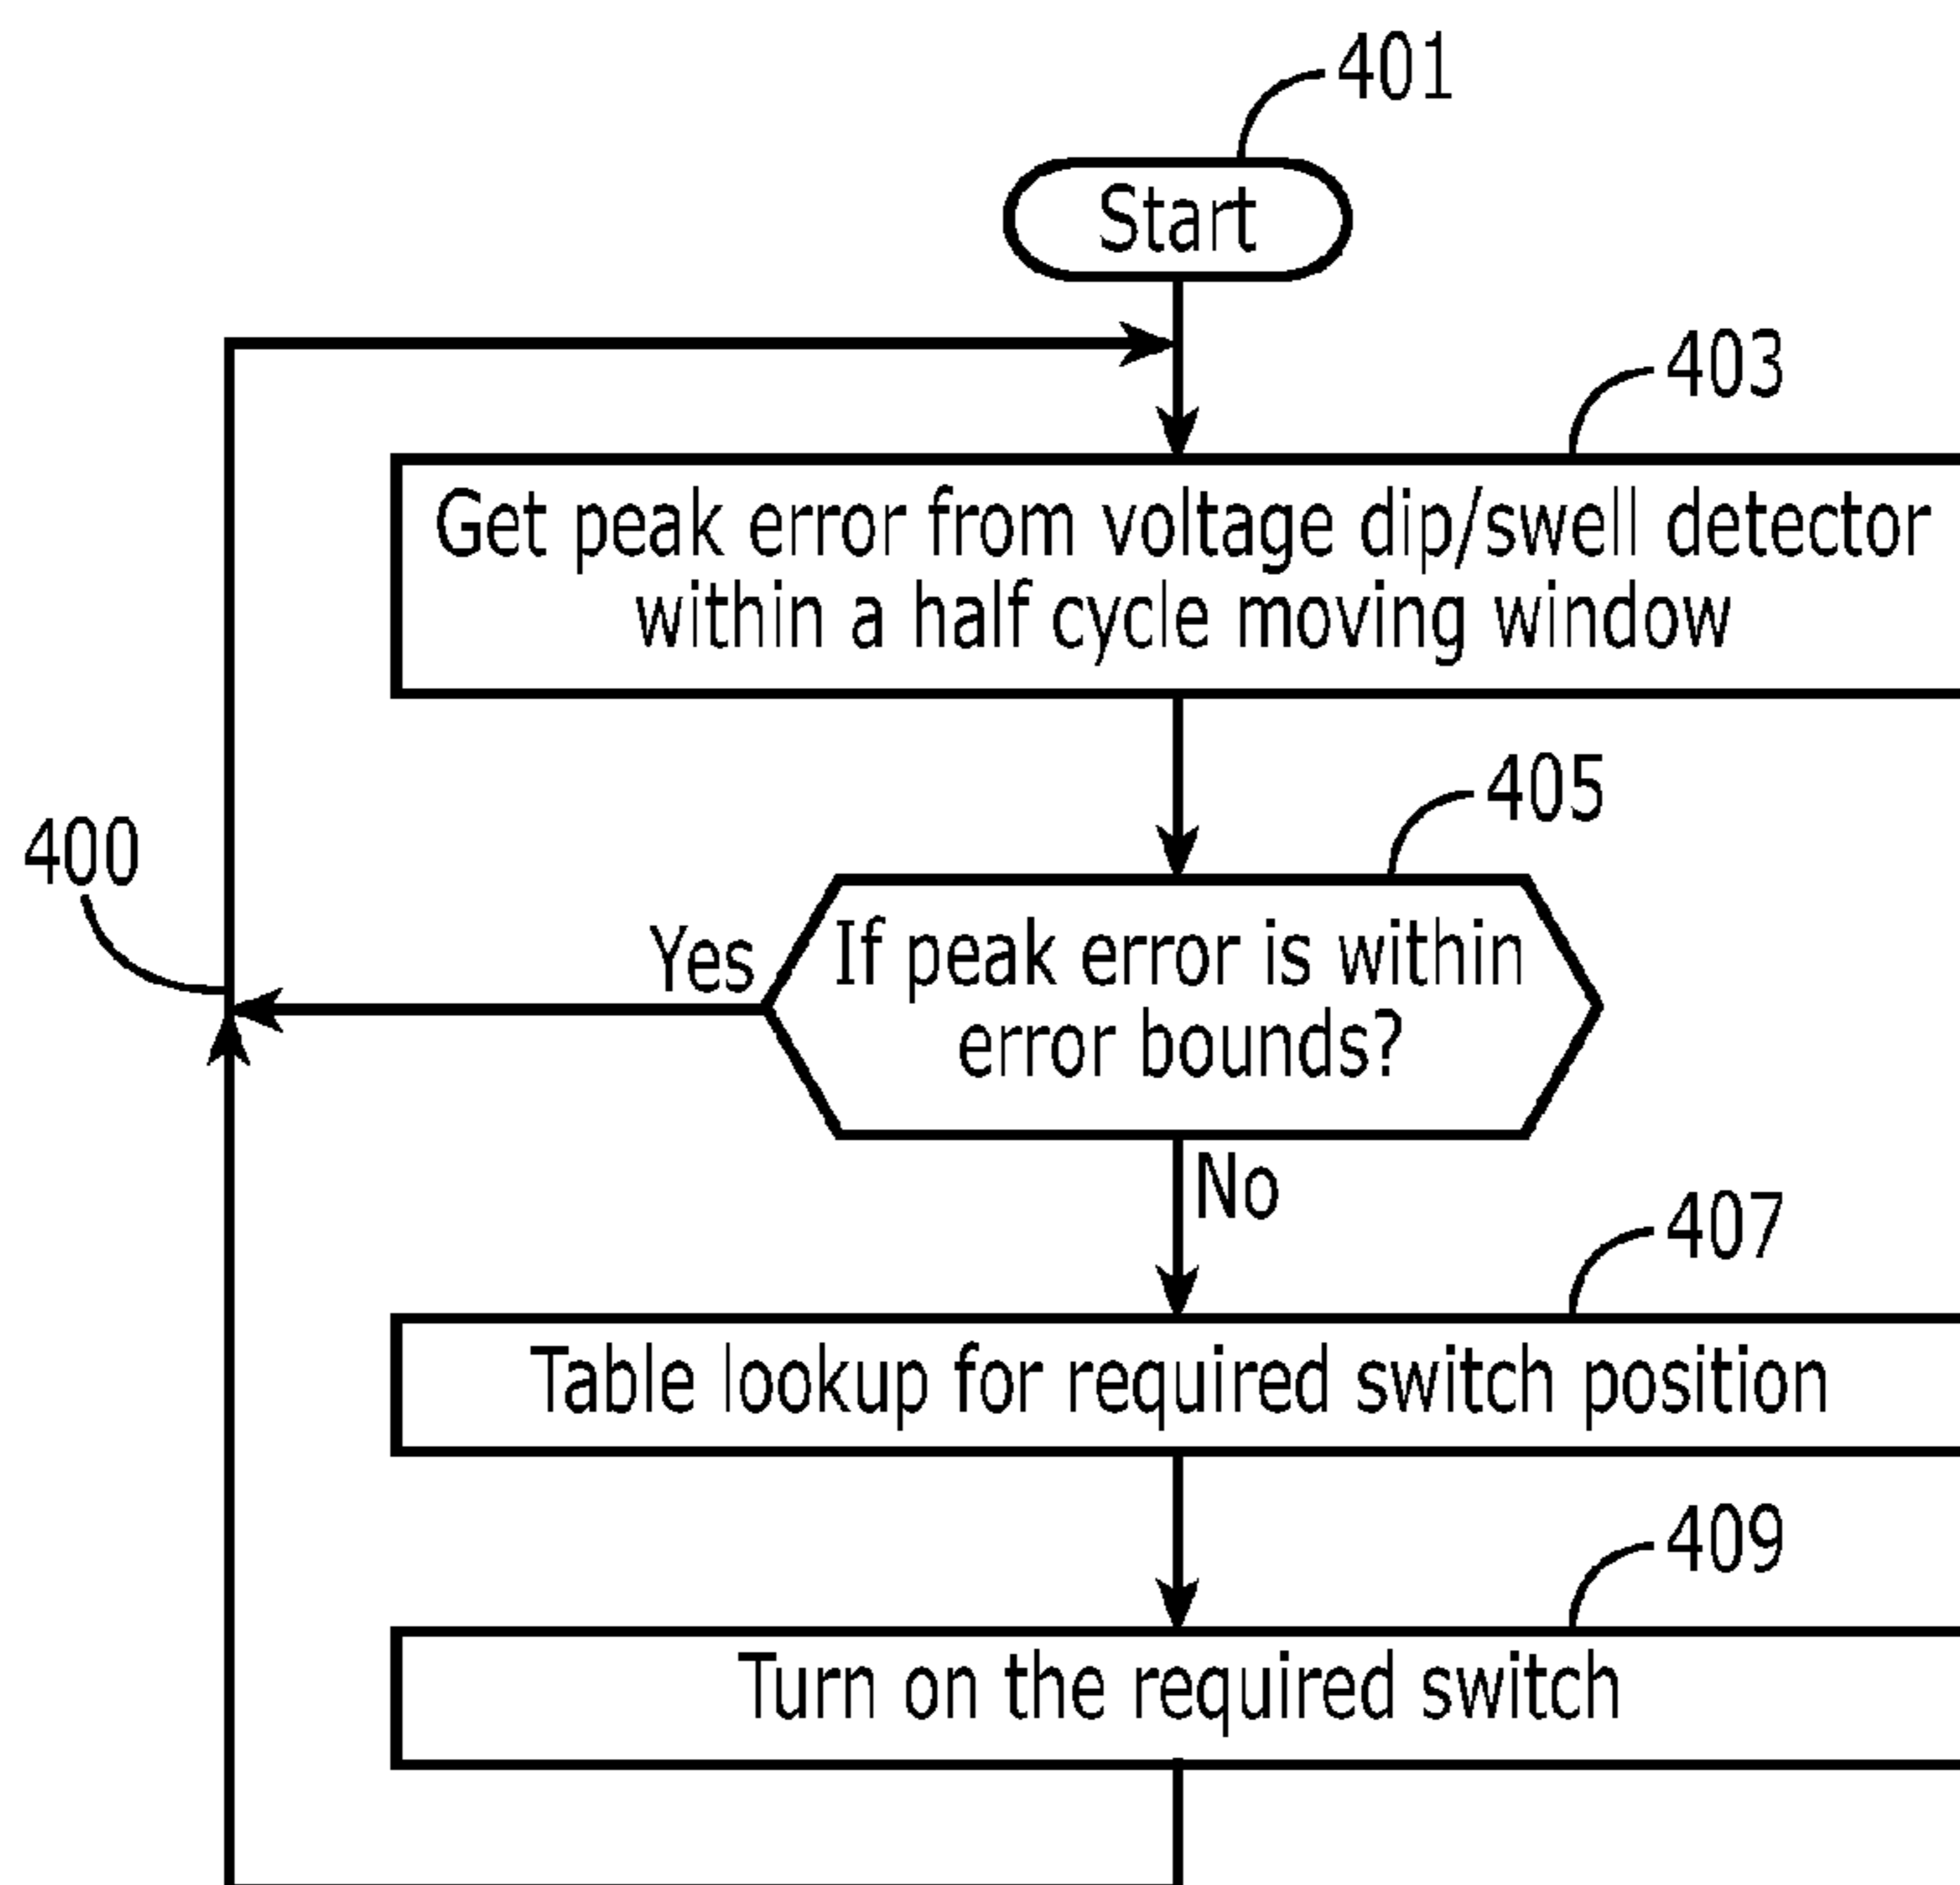 401
Start
403
Get peak error from voltage dip/swell detector
within a half cycle moving window
405
400
Yes
If peak error is within
error bounds?
No
407
Table lookup for required switch position
409
Turn on the required switch